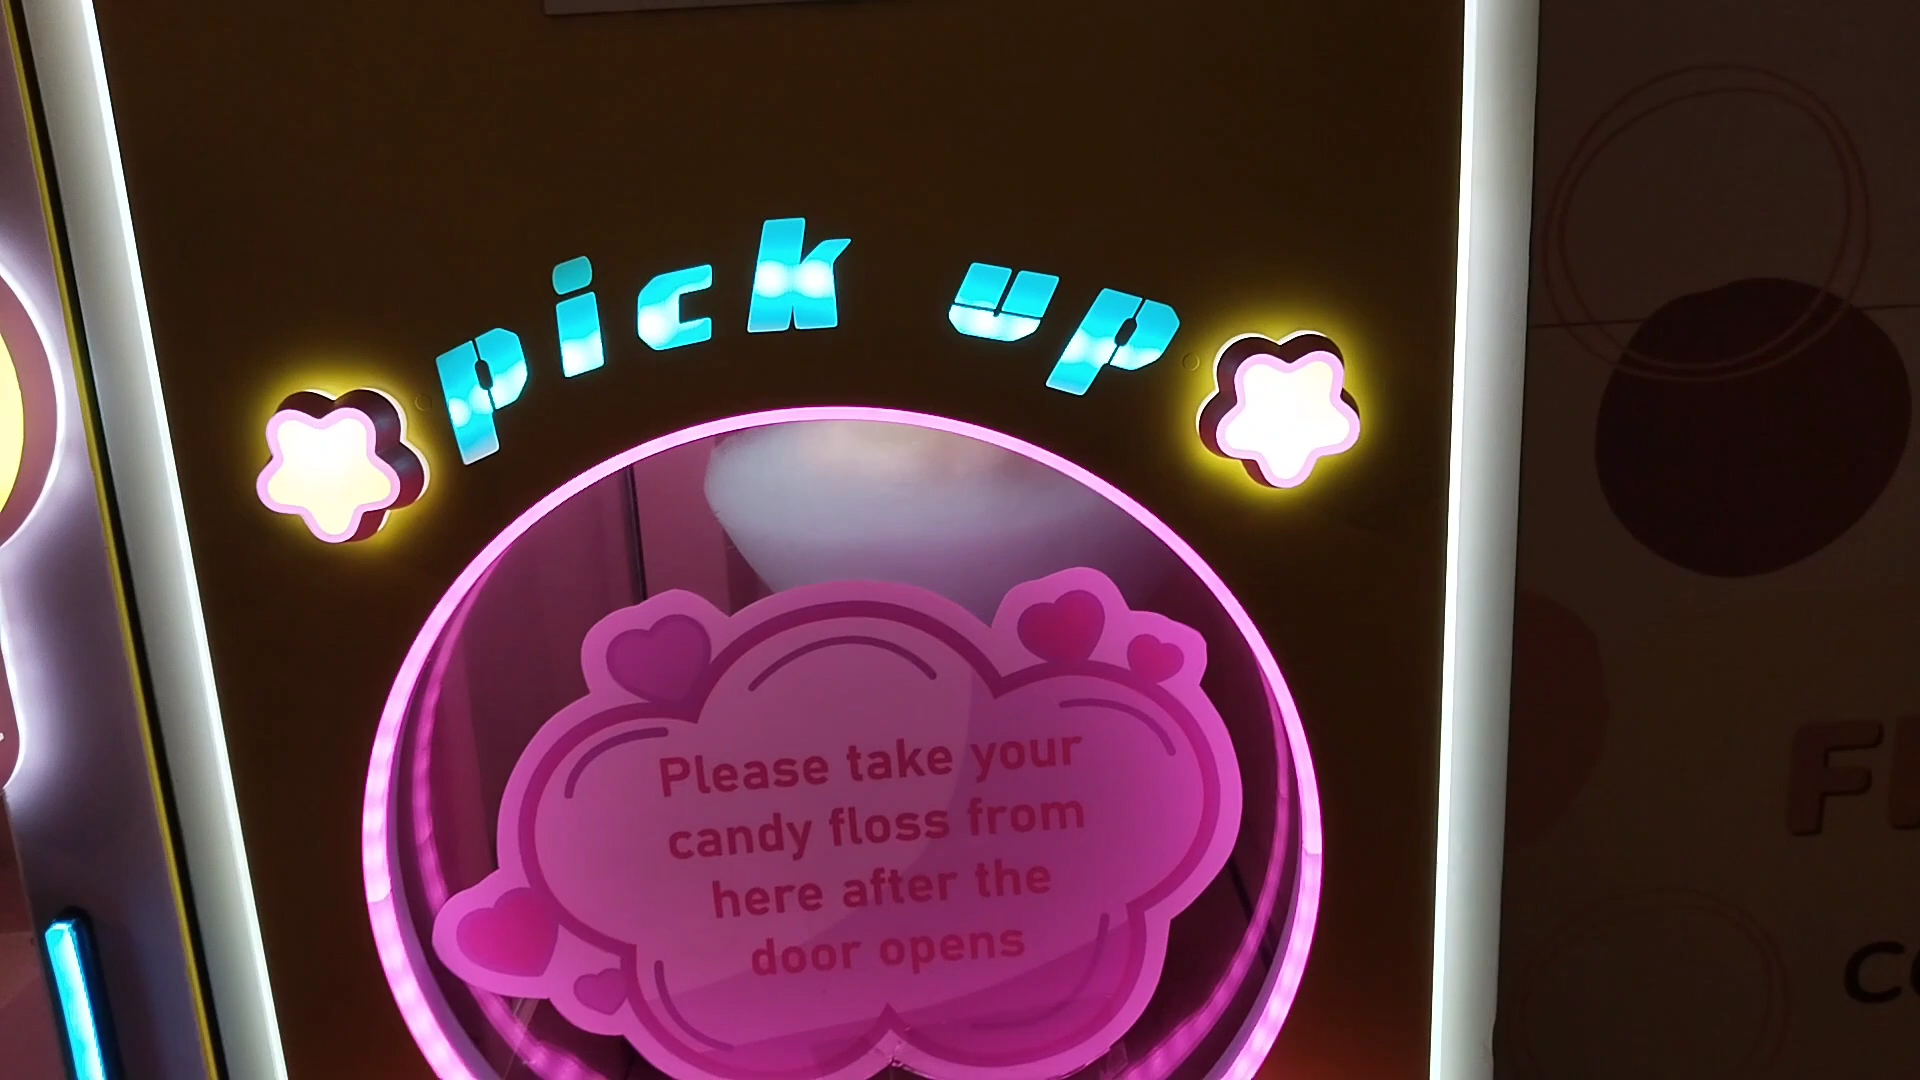 pick up
Please take your
candy floss from
here after the
door opens